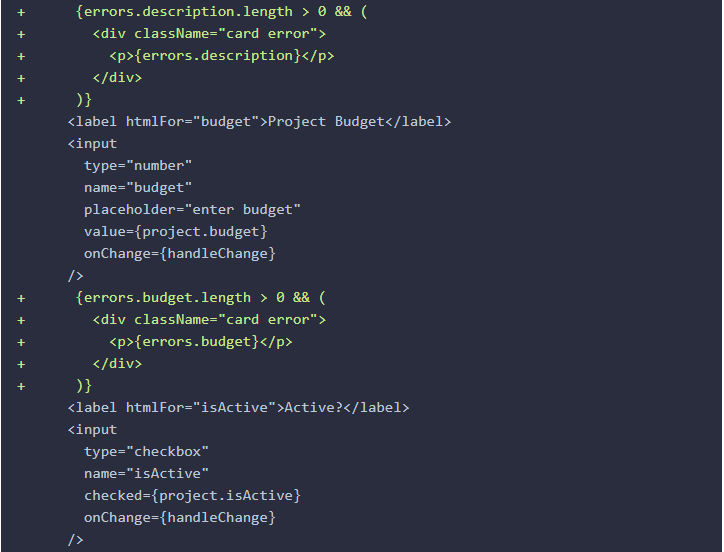 +      {errors.description.length > 0 && (
+        <div className="card error">
+          <p>{errors.description}</p>
+        </div>
+      )}
      <label htmlFor="budget">Project Budget</label>
      <input
        type="number"
        name="budget"
        placeholder="enter budget"
        value={project.budget}
        onChange={handleChange}
      />
+      {errors.budget.length > 0 && (
+        <div className="card error">
+          <p>{errors.budget}</p>
+        </div>
+      )}
      <label htmlFor="isActive">Active?</label>
      <input
        type="checkbox"
        name="isActive"
        checked={project.isActive}
        onChange={handleChange}
      />